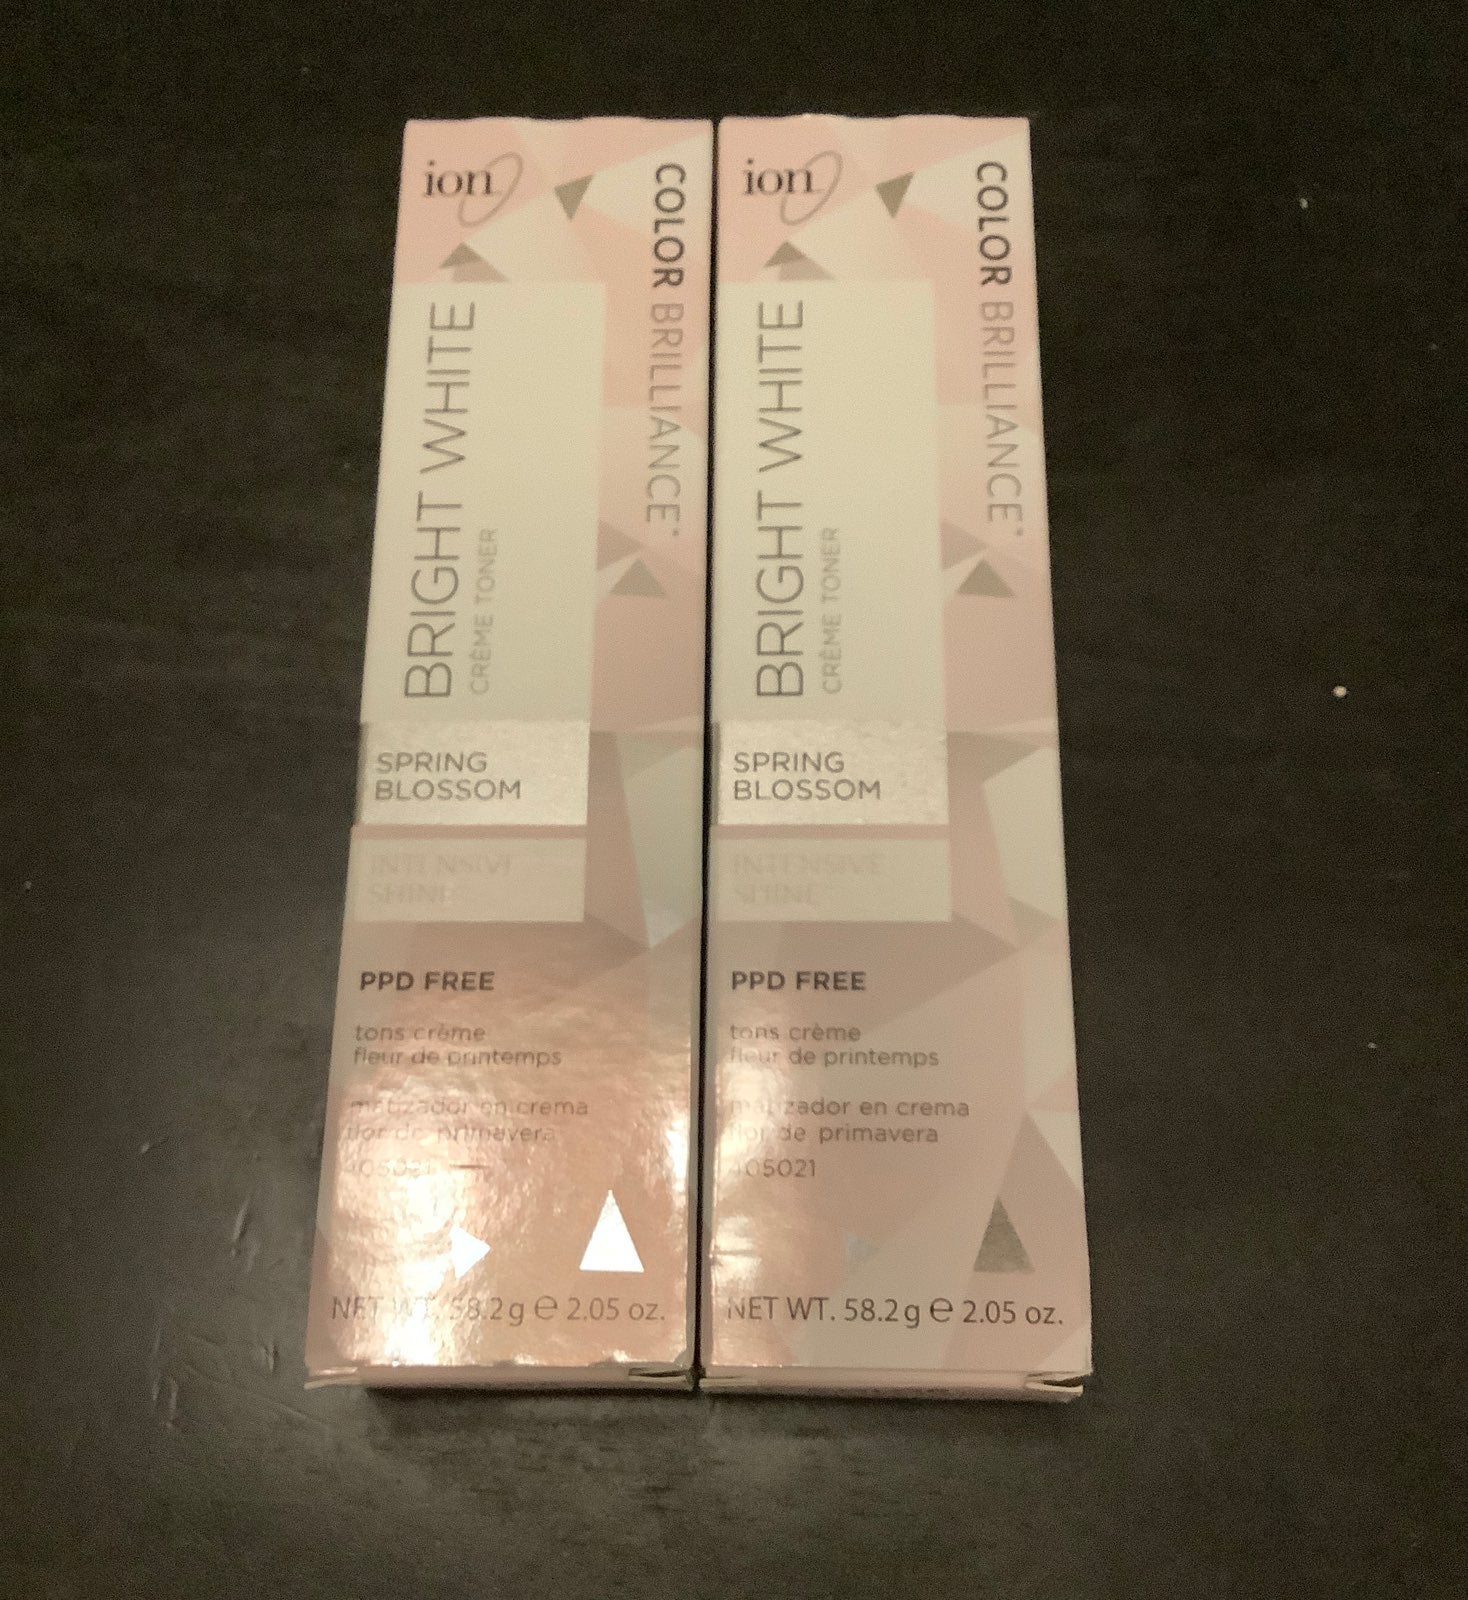 ion
COLOR BRILLIANCE
BRIGHT WHITE
CRÈME TONER
SPRING
BLOSSOM
INTENSIVE
SHINE
PPD FREE
tons crème
fleur de printemps
matizador en crema
flor de primavera
405021
NET WT. 58.2g e 2.05 oz.
ion
COLOR BRILLIANCE
BRIGHT WHITE
CRÈME TONER
SPRING
BLOSSOM
INTENSIVE
SHINE
PPD FREE
tons crème
fleur de printemps
matizador en crema
flor de primavera
405021
NET WT. 58.2g e 2.05 oz.